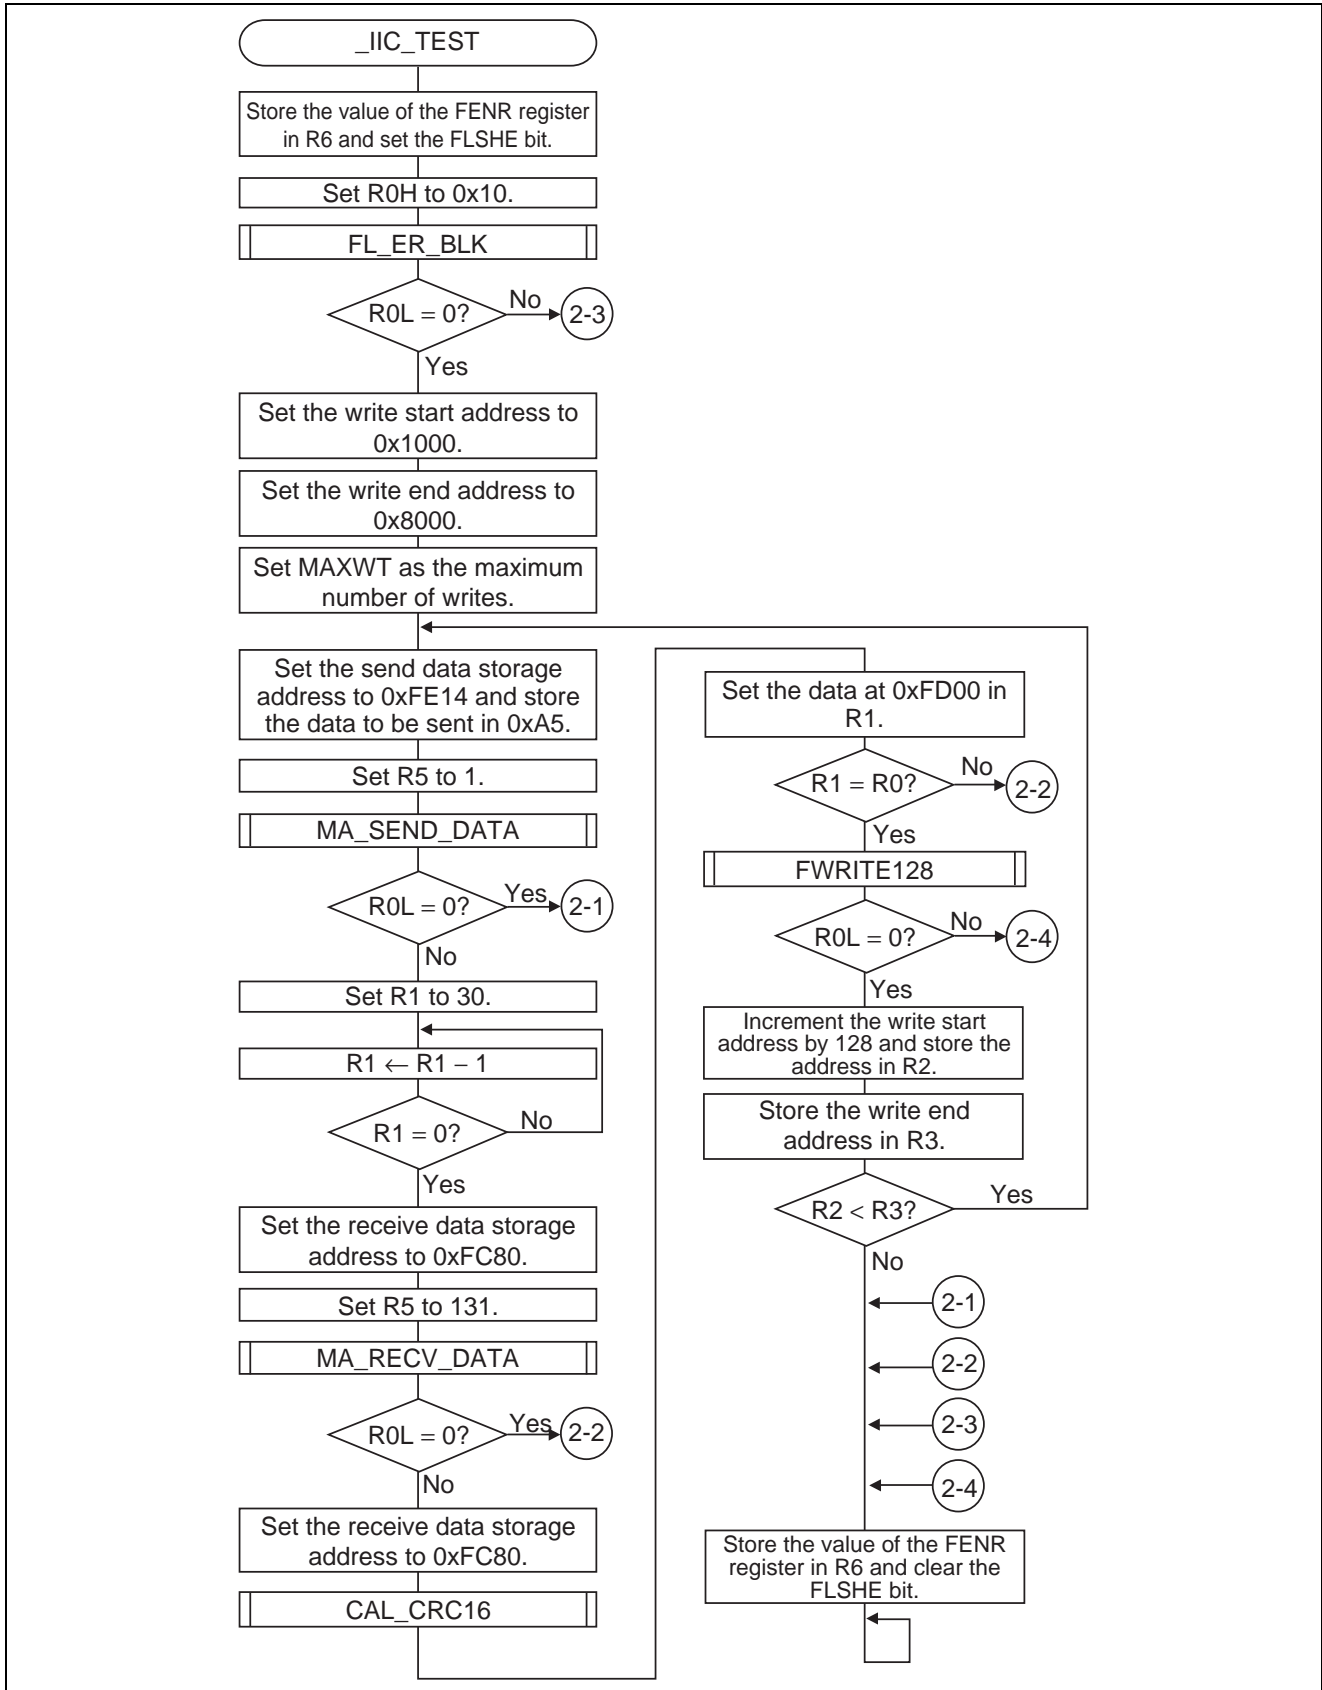 _IIC_TEST
Store the value of the FENR register
in R6 and set the FLSHE bit.
Set R0H to 0x10.
FL_ER_BLK
R0L = 0?
No
2-3
Yes
Set the write start address to
0x1000.
Set the write end address to
0x8000.
Set MAXWT as the maximum
number of writes.
Set the send data storage
address to 0xFE14 and store
the data to be sent in 0xA5.
Set R5 to 1.
MA_SEND_DATA
R0L = 0?
Yes
2-1
No
Set R1 to 30.
R1 ← R1 − 1
R1 = 0?
No
Yes
Set the receive data storage
address to 0xFC80.
Set R5 to 131.
MA_RECV_DATA
R0L = 0?
Yes
2-2
No
Set the receive data storage
address to 0xFC80.
CAL_CRC16
Set the data at 0xFD00 in
R1.
R1 = R0?
No
2-2
Yes
FWRITE128
R0L = 0?
No
2-4
Yes
Increment the write start
address by 128 and store the
address in R2.
Store the write end
address in R3.
R2 < R3?
Yes
No
2-1
2-2
2-3
2-4
Store the value of the FENR
register in R6 and clear the
FLSHE bit.